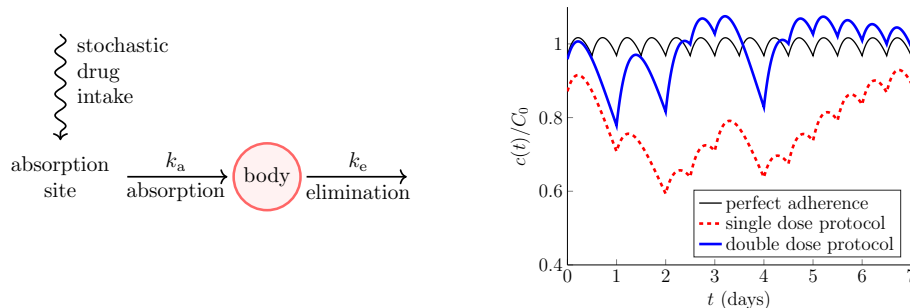 stochastic
drug
intake
absorption
site
k_a
absorption
body
k_e
elimination
c(t)/C_0
1
0.8
0.6
0.4
perfect adherence
single dose protocol
double dose protocol
0 1 2 3 4 5 6 7
t (days)